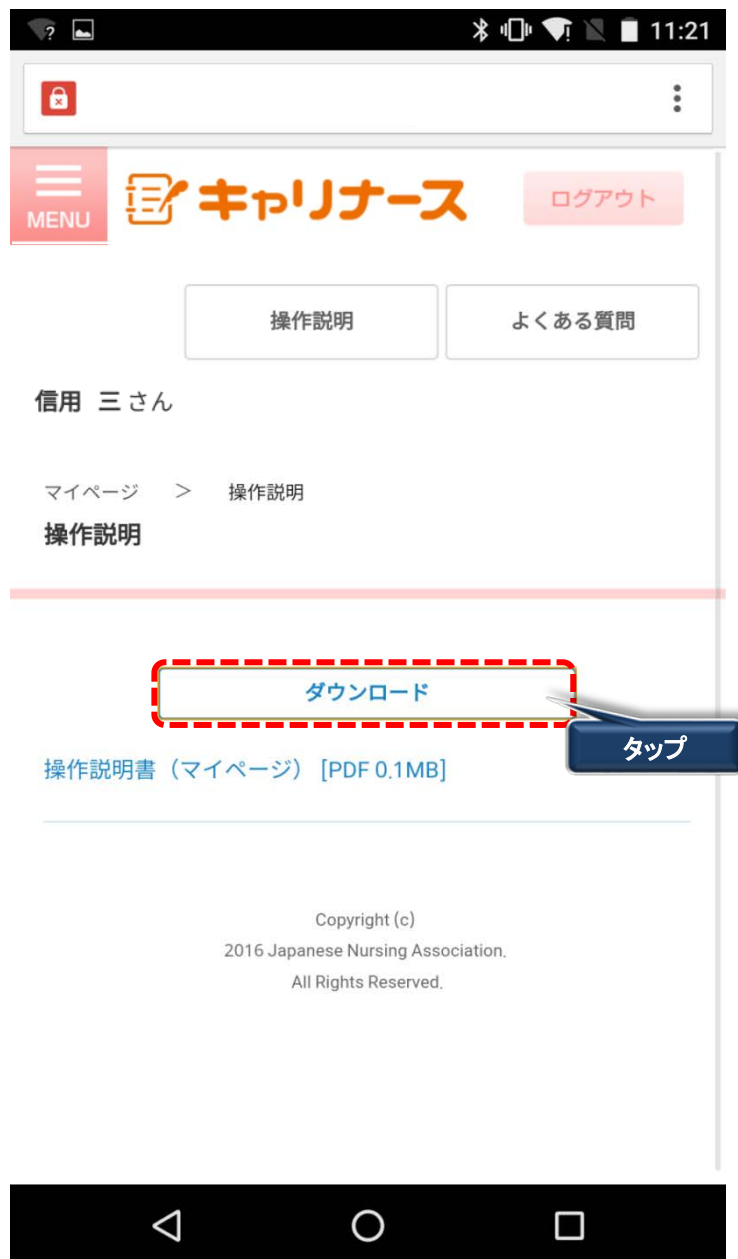 11:21
MENU
キャリナース
ログアウト
操作説明
よくある質問
信用 三さん
マイページ > 操作説明
操作説明
ダウンロード
タップ
操作説明書（マイページ） [PDF 0.1MB]
Copyright (c)
2016 Japanese Nursing Association.
All Rights Reserved.